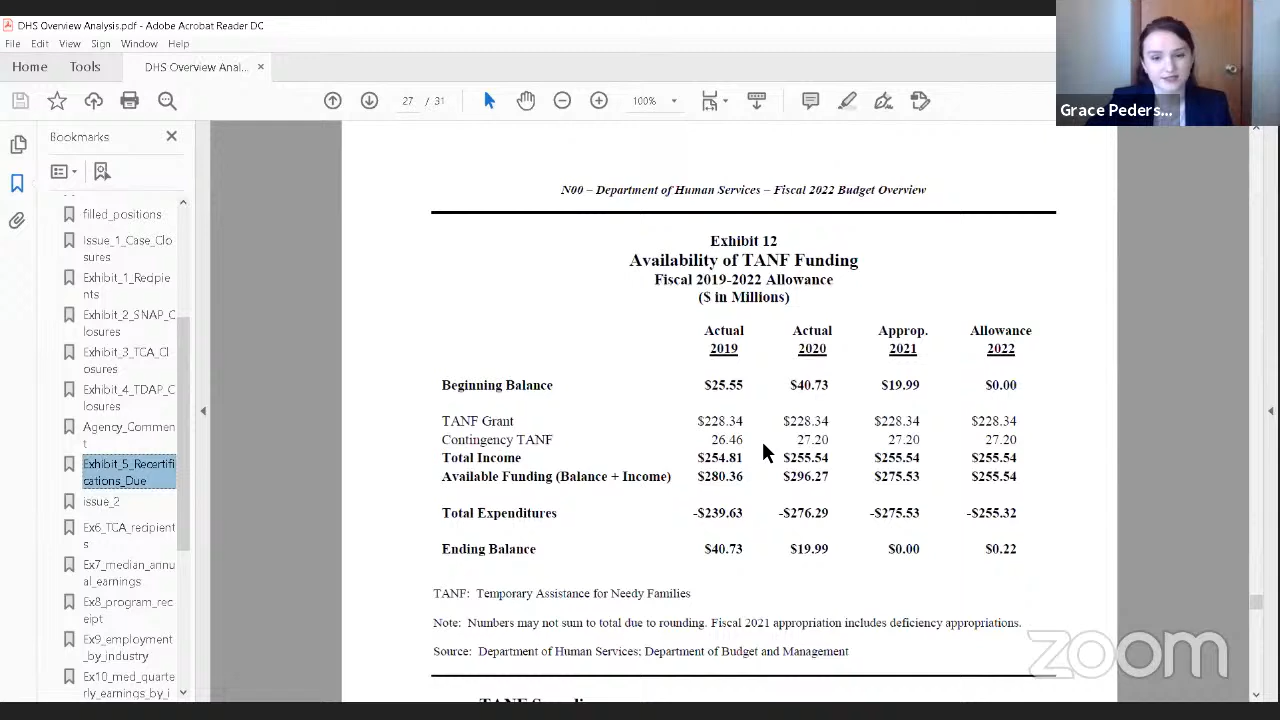 DHS Overview Analysis.pdf - Adobe Acrobat Reader DC
File Edit View Sign Window Help
Home Tools DHS Overview Anal... ×
27 / 31 100%
Bookmarks
filled_positions
Issue_1_Case_Clo
sures
Exhibit_1_Recipie
nts
Exhibit_2_SNAP_C
losures
Exhibit_3_TCA_Cl
osures
Exhibit_4_TDAP_C
losures
Agency_Commen
t
Exhibit_5_Recertifi
cations_Due
issue_2
Ex6_TCA_recipient
s
Ex7_median_annu
al_earnings
Ex8_program_rec
eipt
Ex9_employment
_by_industry
Ex10_med_quarte
rly_earnings_by_i
N00 – Department of Human Services – Fiscal 2022 Budget Overview
Exhibit 12
Availability of TANF Funding
Fiscal 2019-2022 Allowance
($ in Millions)
Actual Actual Approp. Allowance
2019 2020 2021 2022
Beginning Balance $25.55 $40.73 $19.99 $0.00
TANF Grant $228.34 $228.34 $228.34 $228.34
Contingency TANF 26.46 27.20 27.20 27.20
Total Income $254.81 $255.54 $255.54 $255.54
Available Funding (Balance + Income) $280.36 $296.27 $275.53 $255.54
Total Expenditures -$239.63 -$276.29 -$275.53 -$255.32
Ending Balance $40.73 $19.99 $0.00 $0.22
TANF: Temporary Assistance for Needy Families
Note: Numbers may not sum to total due to rounding. Fiscal 2021 appropriation includes deficiency appropriations.
Source: Department of Human Services; Department of Budget and Management
Grace Peders...
zoom